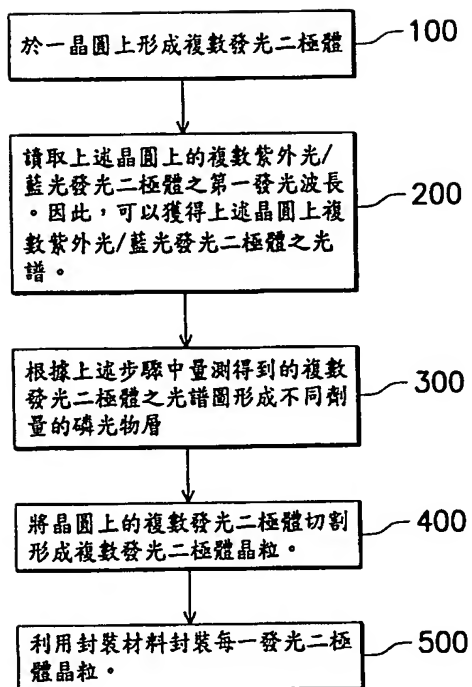 於一晶圓上形成複數發光二極體
100
讀取上述晶圓上的複數紫外光/
藍光發光二極體之第一發光波長
。因此，可以獲得上述晶圓上複
數紫外光/藍光發光二極體之光
譜。
200
根據上述步驟中量測得到的複數
發光二極體之光譜圖形成不同劑
量的磷光物層
300
將晶圓上的複數發光二極體切割
形成複數發光二極體晶粒。
400
利用封裝材料封裝每一發光二極
體晶粒。
500